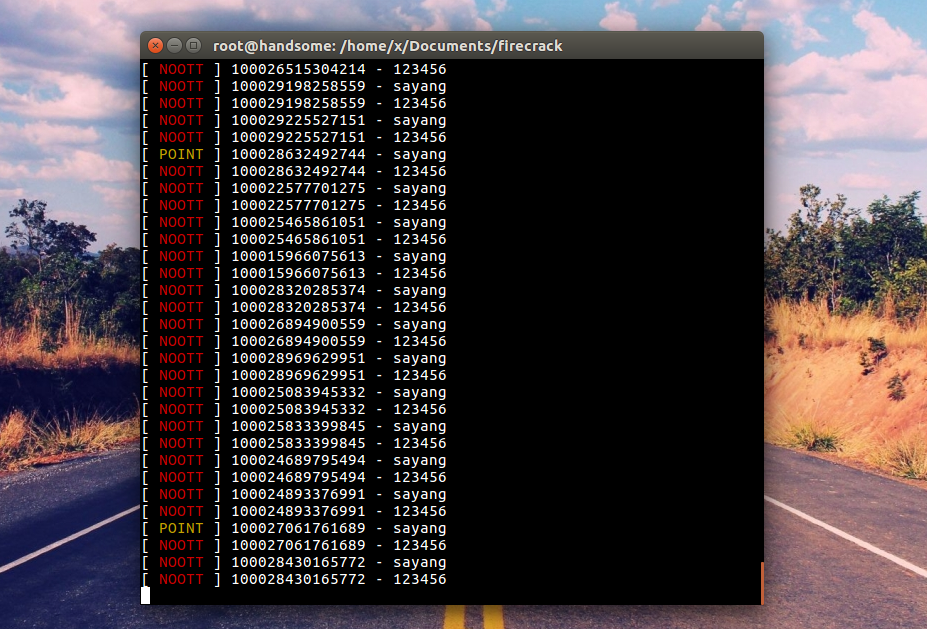 root@handsome: /home/x/Documents/firecrack
[ NOOTT ] 100026515304214 - 123456
[ NOOTT ] 100029198258559 - sayang
[ NOOTT ] 100029198258559 - 123456
[ NOOTT ] 100029225527151 - sayang
[ NOOTT ] 100029225527151 - 123456
[ POINT ] 100028632492744 - sayang
[ NOOTT ] 100028632492744 - 123456
[ NOOTT ] 100022577701275 - sayang
[ NOOTT ] 100022577701275 - 123456
[ NOOTT ] 100025465861051 - sayang
[ NOOTT ] 100025465861051 - 123456
[ NOOTT ] 100015966075613 - sayang
[ NOOTT ] 100015966075613 - 123456
[ NOOTT ] 100028320285374 - sayang
[ NOOTT ] 100028320285374 - 123456
[ NOOTT ] 100026894900559 - sayang
[ NOOTT ] 100026894900559 - 123456
[ NOOTT ] 100028969629951 - sayang
[ NOOTT ] 100028969629951 - 123456
[ NOOTT ] 100025083945332 - sayang
[ NOOTT ] 100025083945332 - 123456
[ NOOTT ] 100025833399845 - sayang
[ NOOTT ] 100025833399845 - 123456
[ NOOTT ] 100024689795494 - sayang
[ NOOTT ] 100024689795494 - 123456
[ NOOTT ] 100024893376991 - sayang
[ NOOTT ] 100024893376991 - 123456
[ POINT ] 100027061761689 - sayang
[ NOOTT ] 100027061761689 - 123456
[ NOOTT ] 100028430165772 - sayang
[ NOOTT ] 100028430165772 - 123456